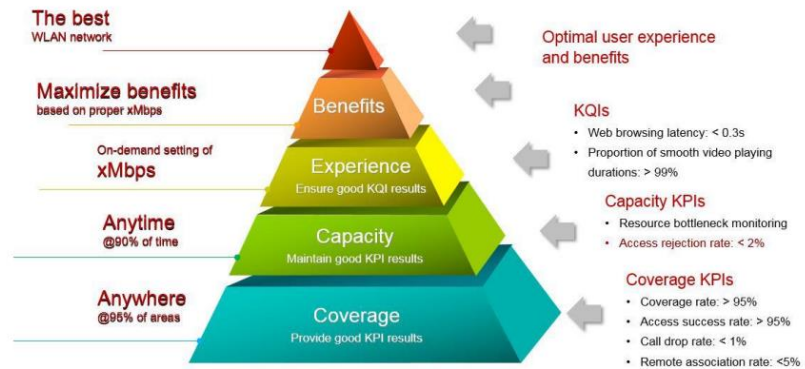 The best
WLAN network
Maximize benefits
based on proper xMbps
On-demand setting of
xMbps
Anytime
@90% of time
Anywhere
@95% of areas
Benefits
Experience
Ensure good KQI results
Capacity
Maintain good KPI results
Coverage
Provide good KPI results
Optimal user experience
and benefits
KQIs
• Web browsing latency: < 0.3s
• Proportion of smooth video playing
durations: > 99%
Capacity KPIs
• Resource bottleneck monitoring
• Access rejection rate: < 2%
Coverage KPIs
• Coverage rate: > 95%
• Access success rate: > 95%
• Call drop rate: < 1%
• Remote association rate: <5%